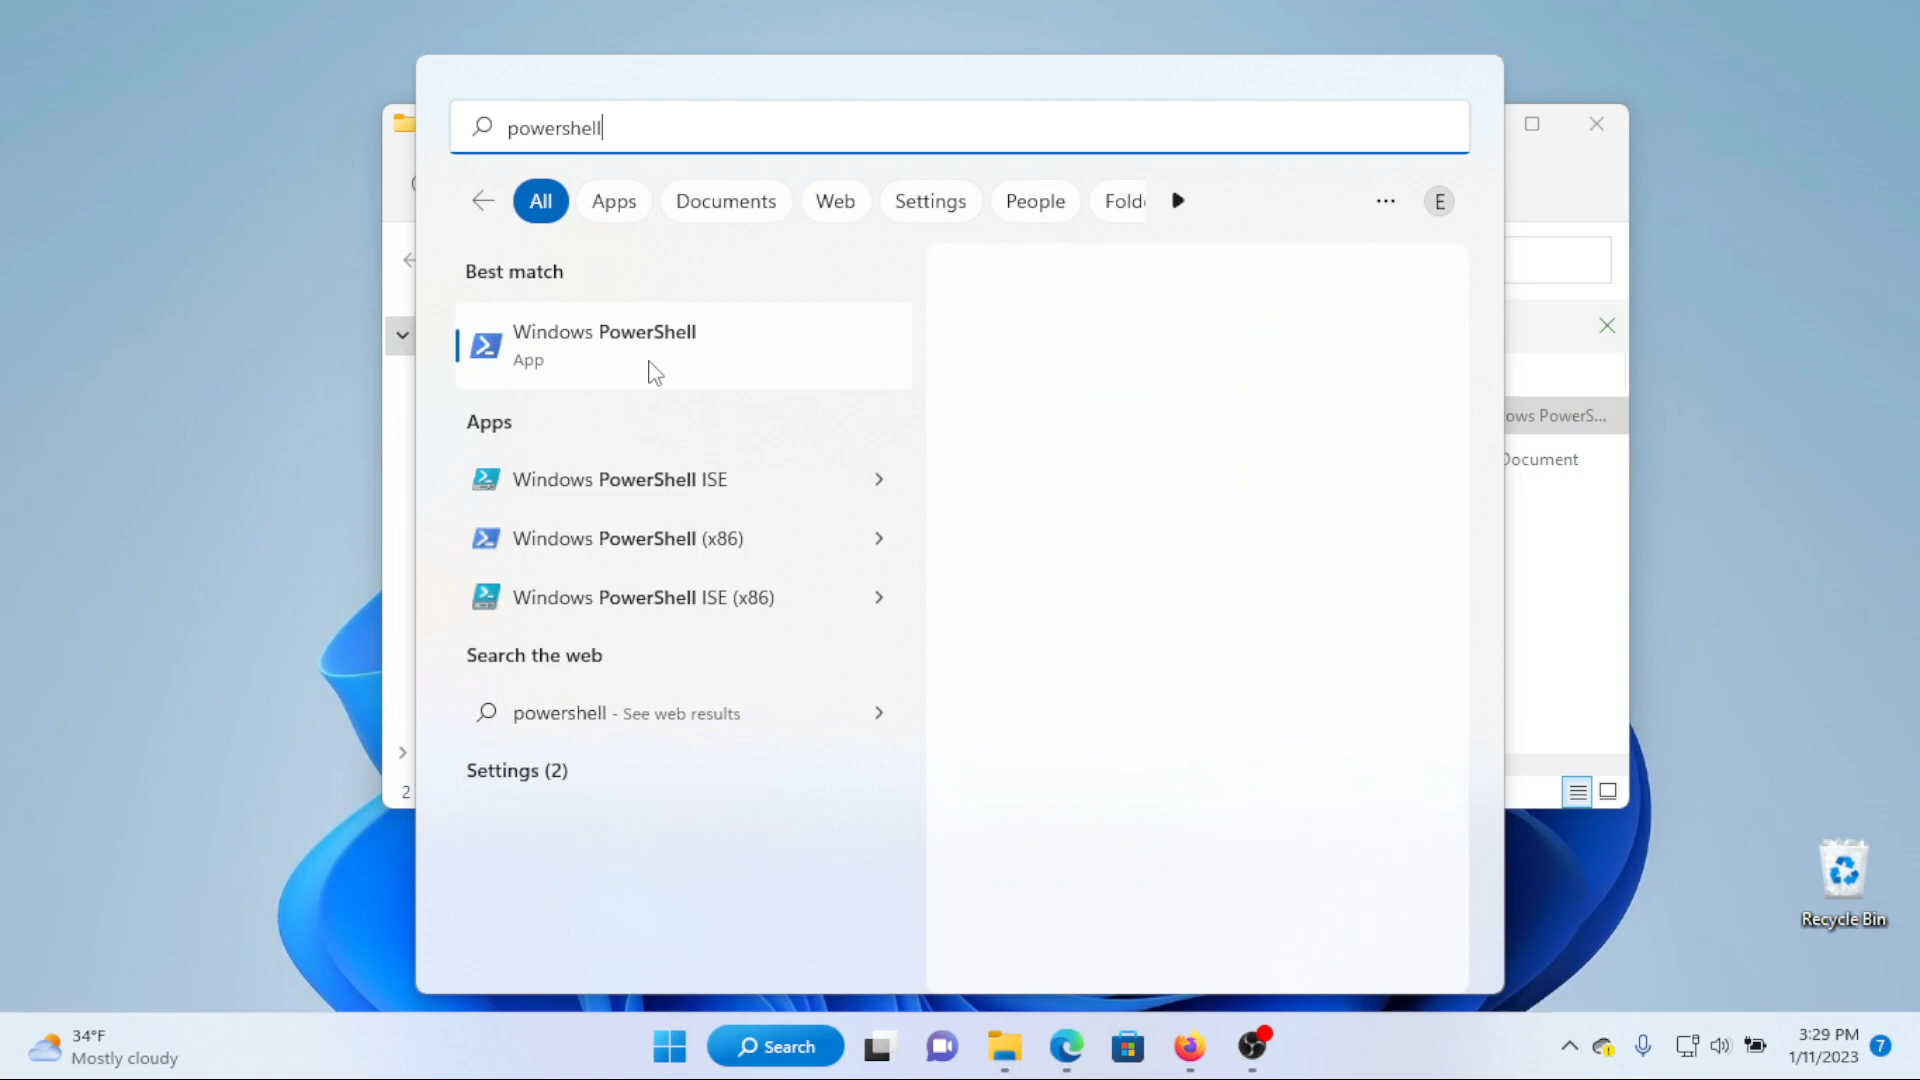 powershell
All
Apps
Documents
Web
Settings
People
Fold
E
Best match
Windows PowerShell
App
Apps
Windows PowerShell ISE
Windows PowerShell (x86)
Windows PowerShell ISE (x86)
Search the web
powershell - See web results
Settings (2)
ows PowerS...
Document
2
Recycle Bin
34°F
Mostly cloudy
Search
3:29 PM
1/11/2023
7